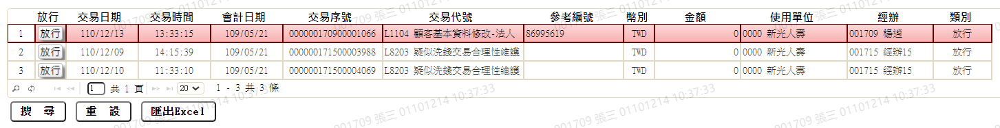 放行 交易日期 交易時間 會計日期 交易序號 交易代號 參考編號 幣別 金額 使用單位 經辦 類別
1 放行 110/12/13 13:33:15 109/05/21 000000170900001066 L1104 顧客基本資料修改-法人 86995619 TWD 0 0000 新光人壽 001709 楊逍 放行
2 放行 110/12/09 14:15:39 109/05/21 000000171500003988 L8203 疑似洗錢交易合理性維護 TWD 0 0000 新光人壽 001715 經辦15 放行
3 放行 110/12/10 11:33:10 109/05/21 000000171500004069 L8203 疑似洗錢交易合理性維護 TWD 0 0000 新光人壽 001715 經辦15 放行
1 共 1 頁 20 1 - 3 共 3 條
搜 尋 重 設 匯出Excel
001709 張三 01101214 10:37:33